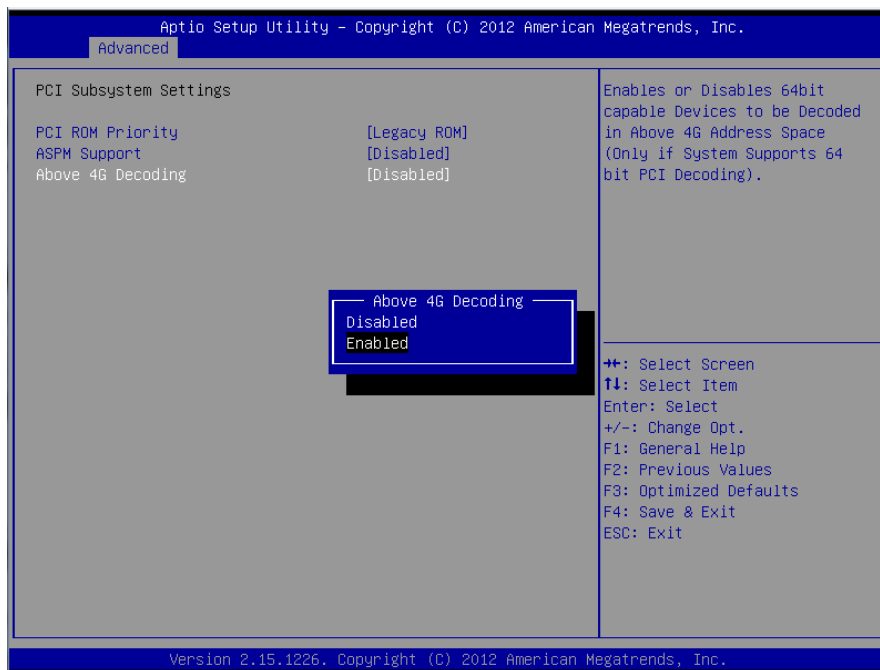 Aptio Setup Utility – Copyright (C) 2012 American Megatrends, Inc.
Advanced
PCI Subsystem Settings
PCI ROM Priority [Legacy ROM]
ASPM Support [Disabled]
Above 4G Decoding [Disabled]
Above 4G Decoding
Disabled
Enabled
Enables or Disables 64bit
capable Devices to be Decoded
in Above 4G Address Space
(Only if System Supports 64
bit PCI Decoding).
→←: Select Screen
↑↓: Select Item
Enter: Select
+/-: Change Opt.
F1: General Help
F2: Previous Values
F3: Optimized Defaults
F4: Save & Exit
ESC: Exit
Version 2.15.1226. Copyright (C) 2012 American Megatrends, Inc.